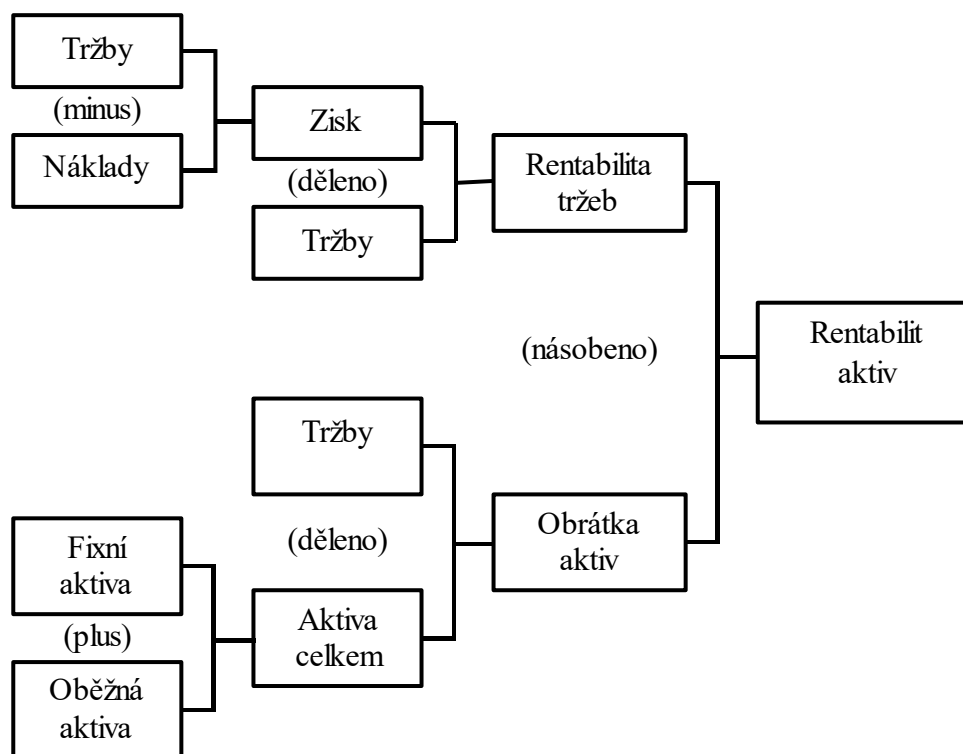 Tržby
(minus)
Náklady
Zisk
(děleno)
Tržby
Rentabilita
tržeb
(násobeno)
Rentabilit
aktiv
Tržby
(děleno)
Obrátka
aktiv
Fixní
aktiva
(plus)
Oběžná
aktiva
Aktiva
celkem